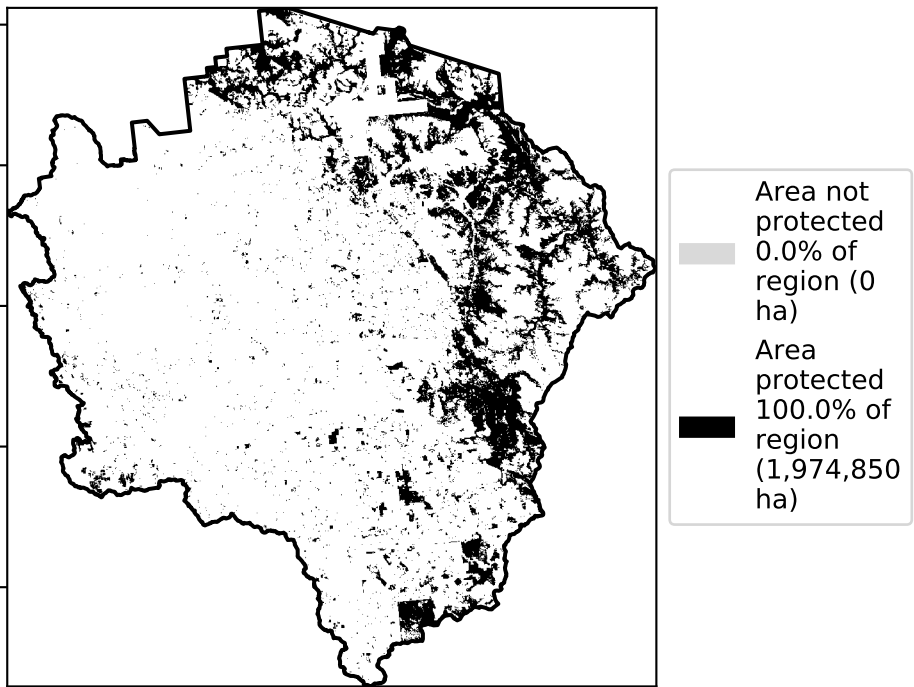 Area not
protected
0.0% of
region (0
ha)
Area
protected
100.0% of
region
(1,974,850
ha)